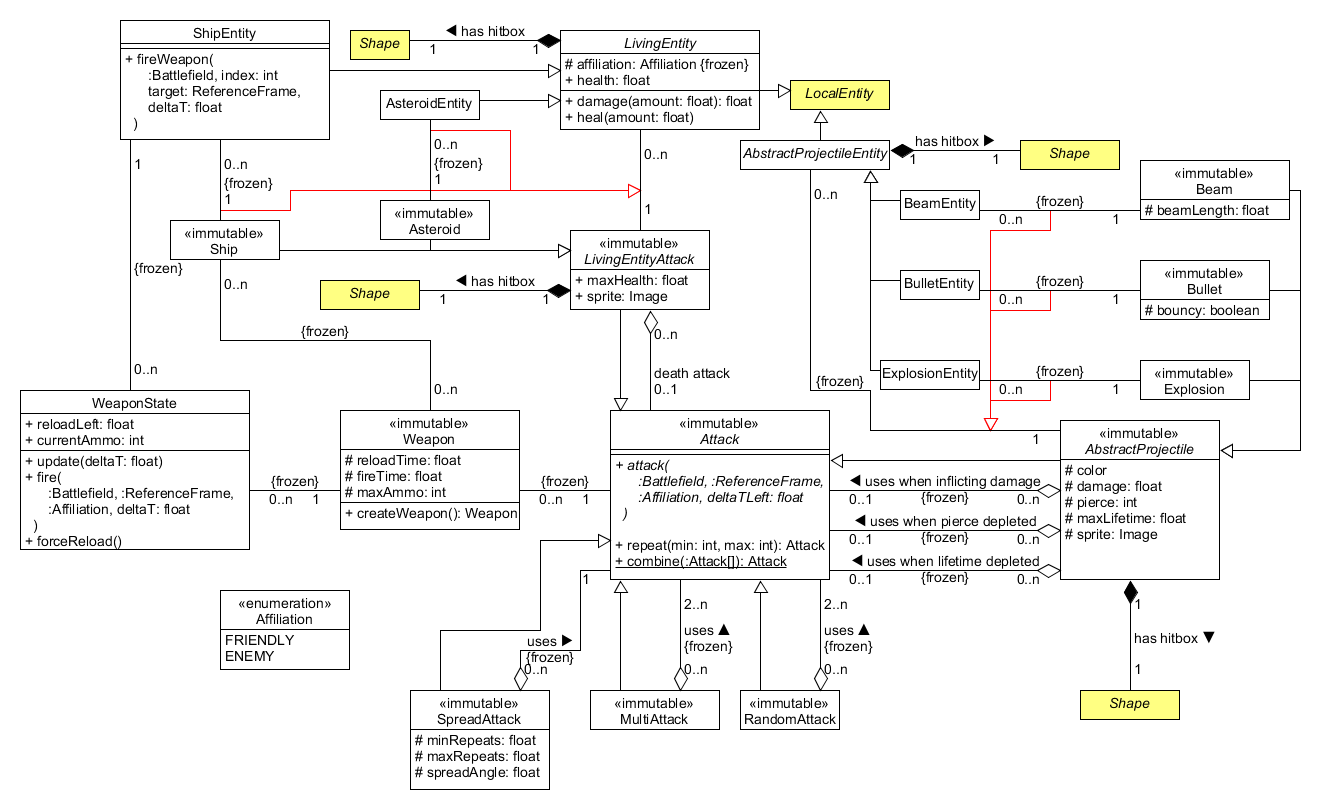 ShipEntity
+ fireWeapon(
:Battlefield, index: int
target: ReferenceFrame,
deltaT: float
)
Shape
◀ has hitbox
1
1
LivingEntity
# affiliation: Affiliation {frozen}
+ health: float
+ damage(amount: float): float
+ heal(amount: float)
AsteroidEntity
LocalEntity
AbstractProjectileEntity
has hitbox ▶
1
1
Shape
1
0..n
{frozen}
1
0..n
{frozen}
1
0..n
1
0..n
BeamEntity
{frozen}
0..n
1
«immutable»
Beam
# beamLength: float
«immutable»
Ship
«immutable»
Asteroid
«immutable»
LivingEntityAttack
+ maxHealth: float
+ sprite: Image
{frozen}
0..n
Shape
◀ has hitbox
1
1
BulletEntity
{frozen}
0..n
1
«immutable»
Bullet
# bouncy: boolean
{frozen}
0..n
0..n
0..n
death attack
0..1
{frozen}
ExplosionEntity
{frozen}
0..n
1
«immutable»
Explosion
WeaponState
+ reloadLeft: float
+ currentAmmo: int
+ update(deltaT: float)
+ fire(
:Battlefield, :ReferenceFrame,
:Affiliation, deltaT: float
)
+ forceReload()
{frozen}
0..n
1
«immutable»
Weapon
# reloadTime: float
# fireTime: float
# maxAmmo: int
+ createWeapon(): Weapon
{frozen}
0..n
1
«immutable»
Attack
+ attack(
:Battlefield, :ReferenceFrame,
:Affiliation, deltaTLeft: float
)
+ repeat(min: int, max: int): Attack
+ combine(:Attack[]): Attack
1
«immutable»
AbstractProjectile
# color
# damage: float
# pierce: int
# maxLifetime: float
# sprite: Image
◀ uses when inflicting damage
0..1
{frozen}
0..n
◀ uses when pierce depleted
0..1
{frozen}
0..n
◀ uses when lifetime depleted
0..1
{frozen}
0..n
«enumeration»
Affiliation
FRIENDLY
ENEMY
1
uses ▶
{frozen}
0..n
2..n
uses ▲
{frozen}
0..n
2..n
uses ▲
{frozen}
0..n
1
has hitbox ▼
1
Shape
«immutable»
SpreadAttack
# minRepeats: float
# maxRepeats: float
# spreadAngle: float
«immutable»
MultiAttack
«immutable»
RandomAttack